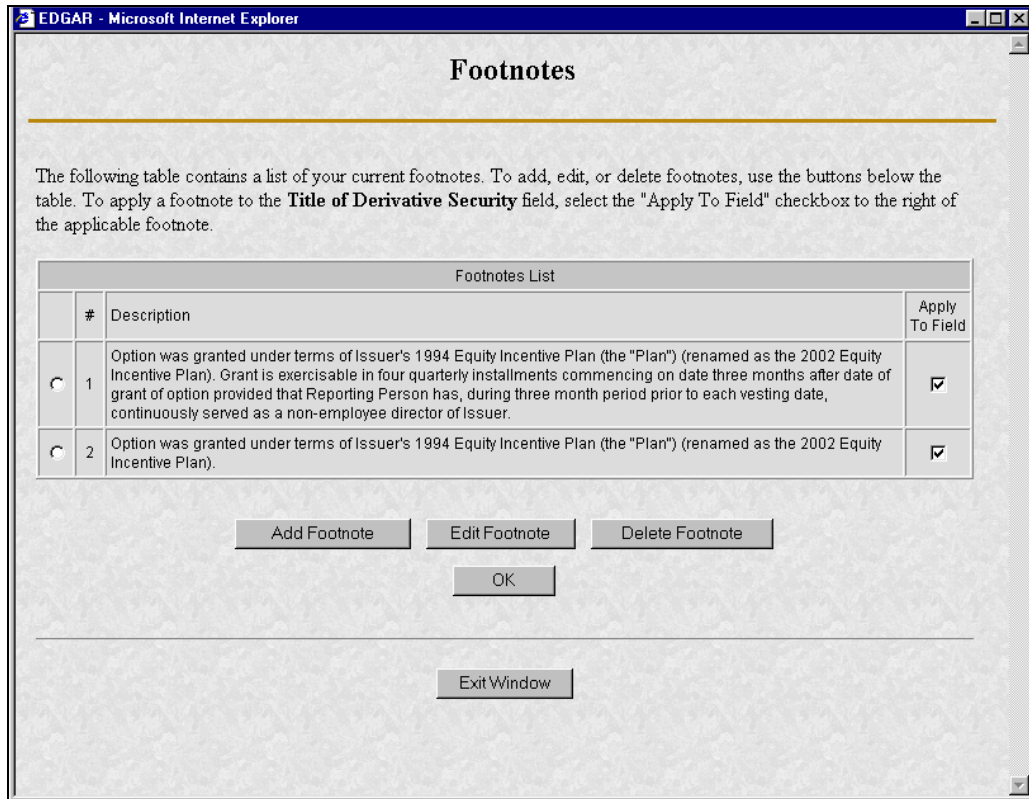 EDGAR - Microsoft Internet Explorer
Footnotes
The following table contains a list of your current footnotes. To add, edit, or delete footnotes, use the buttons below the
table. To apply a footnote to the Title of Derivative Security field, select the "Apply To Field" checkbox to the right of
the applicable footnote.
Footnotes List
# Description Apply
To Field
1 Option was granted under terms of Issuer's 1994 Equity Incentive Plan (the "Plan") (renamed as the 2002 Equity
Incentive Plan). Grant is exercisable in four quarterly installments commencing on date three months after date of
grant of option provided that Reporting Person has, during three month period prior to each vesting date,
continuously served as a non-employee director of Issuer.
2 Option was granted under terms of Issuer's 1994 Equity Incentive Plan (the "Plan") (renamed as the 2002 Equity
Incentive Plan).
Add Footnote Edit Footnote Delete Footnote
OK
Exit Window